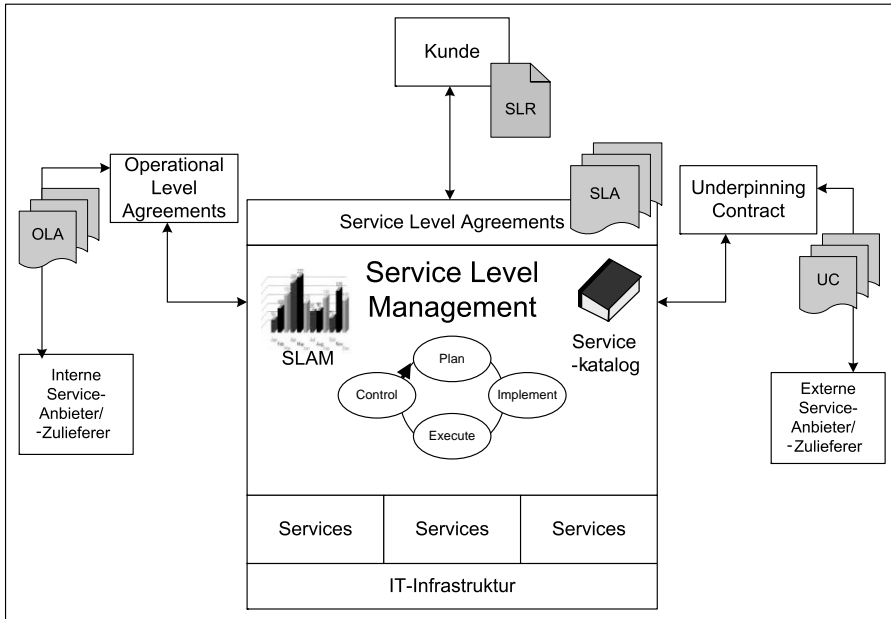 Kunde
SLR
Operational
Level
Agreements
OLA
SLA
Service Level Agreements
Underpinning
Contract
UC
Service Level
Management
SLAM
Service
-katalog
Plan
Control
Implement
Execute
Interne
Service-
Anbieter/
-Zulieferer
Externe
Service-
Anbieter/
-Zulieferer
Services
Services
Services
IT-Infrastruktur